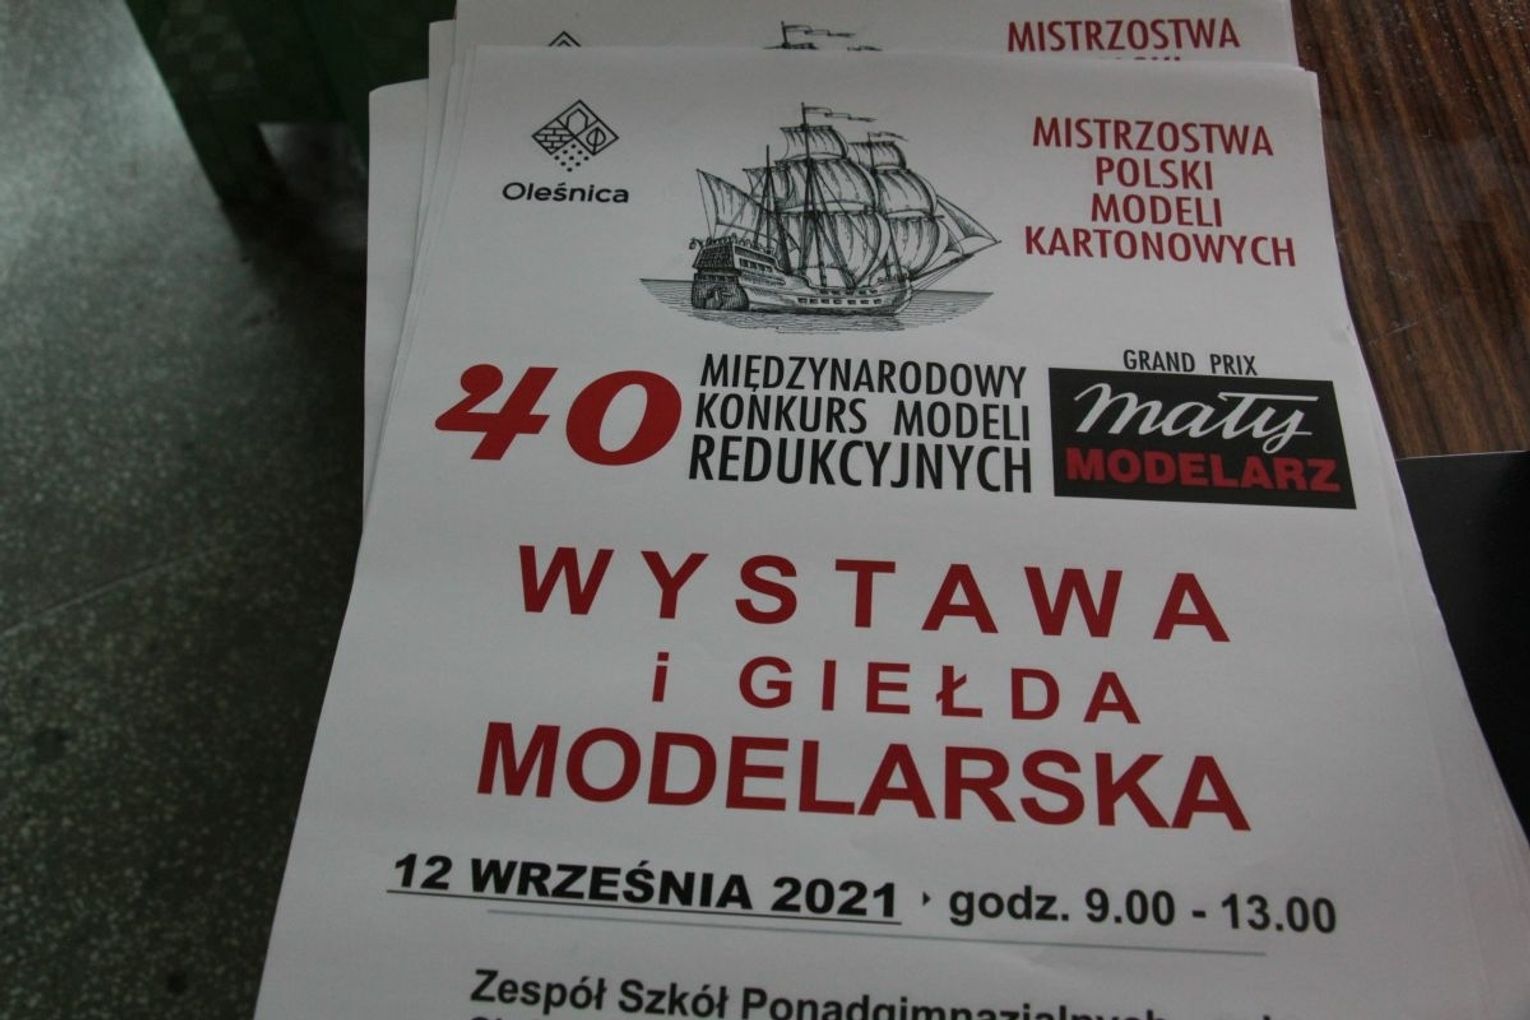 MISTRZOSTWA
Oleśnica
MISTRZOSTWA
POLSKI
MODELI
KARTONOWYCH
40
MIĘDZYNARODOWY
KONKURS MODELI
REDUKCYJNYCH
GRAND PRIX
mały
MODELARZ
WYSTAWA
i GIEŁDA
MODELARSKA
12 WRZEŚNIA 2021 godz. 9.00 - 13.00
Zespół Szkół Ponadgimnazjalnych